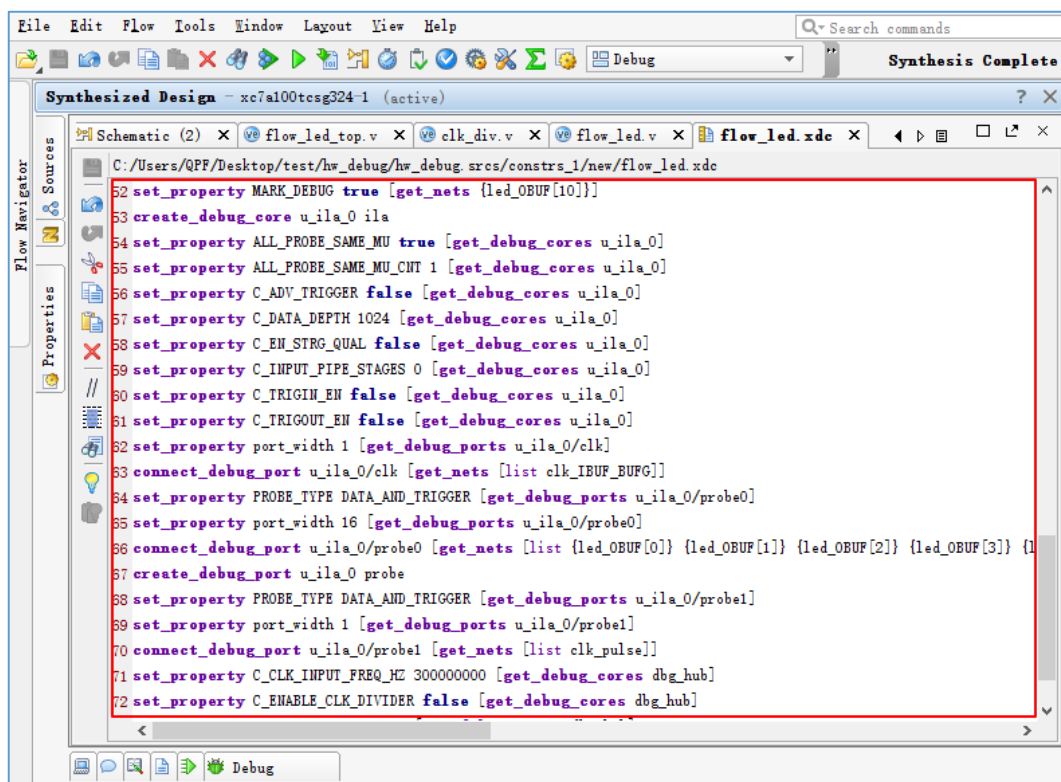 File Edit Flow Tools Window Layout View Help
Search commands
Debug
Synthesis Complete
Synthesized Design - xc7a100tcsg324-1 (active)
Schematic (2) flow_led_top.v clk_div.v flow_led.v flow_led.xdc
Flow Navigator
Sources
Properties
C:/Users/QPF/Desktop/test/hw_debug/hw_debug.srcs/constrs_1/new/flow_led.xdc
52 set_property MARK_DEBUG true [get_nets {led_OBUF[10]}]
53 create_debug_core u_ila_0 ila
54 set_property ALL_PROBE_SAME_MU true [get_debug_cores u_ila_0]
55 set_property ALL_PROBE_SAME_MU_CNT 1 [get_debug_cores u_ila_0]
56 set_property C_ADV_TRIGGER false [get_debug_cores u_ila_0]
57 set_property C_DATA_DEPTH 1024 [get_debug_cores u_ila_0]
58 set_property C_EN_STRG_QUAL false [get_debug_cores u_ila_0]
59 set_property C_INPUT_PIPE_STAGES 0 [get_debug_cores u_ila_0]
60 set_property C_TRIGIN_EN false [get_debug_cores u_ila_0]
61 set_property C_TRIGOUT_EN false [get_debug_cores u_ila_0]
62 set_property port_width 1 [get_debug_ports u_ila_0/clk]
63 connect_debug_port u_ila_0/clk [get_nets [list clk_IBUF_BUFG]]
64 set_property PROBE_TYPE DATA_AND_TRIGGER [get_debug_ports u_ila_0/probe0]
65 set_property port_width 16 [get_debug_ports u_ila_0/probe0]
66 connect_debug_port u_ila_0/probe0 [get_nets [list {led_OBUF[0]} {led_OBUF[1]} {led_OBUF[2]} {led_OBUF[3]} {l
67 create_debug_port u_ila_0 probe
68 set_property PROBE_TYPE DATA_AND_TRIGGER [get_debug_ports u_ila_0/probe1]
69 set_property port_width 1 [get_debug_ports u_ila_0/probe1]
70 connect_debug_port u_ila_0/probe1 [get_nets [list clk_pulse]]
71 set_property C_CLK_INPUT_FREQ_HZ 300000000 [get_debug_cores dbg_hub]
72 set_property C_ENABLE_CLK_DIVIDER false [get_debug_cores dbg_hub]
Debug